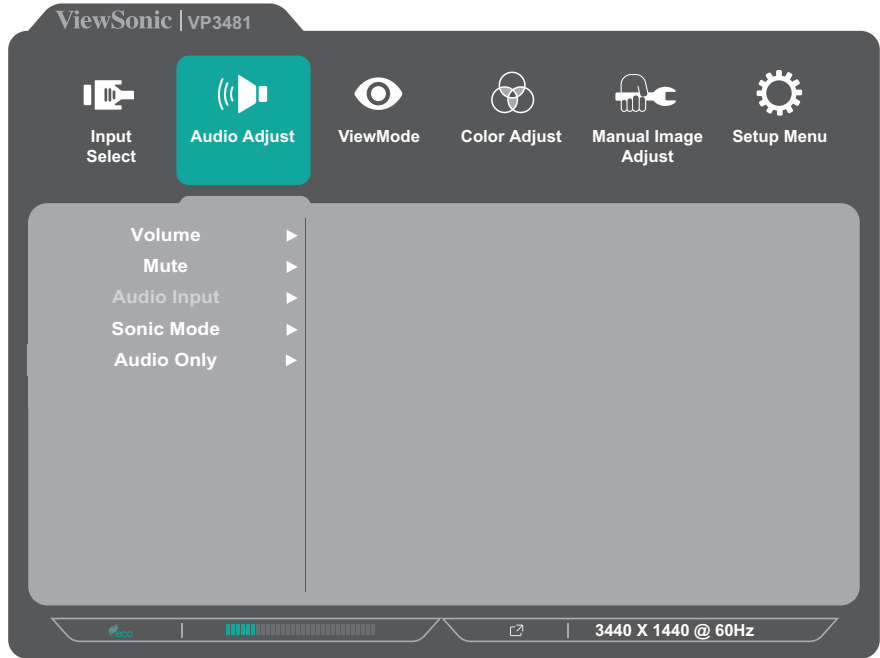 ViewSonic | VP3481
Input
Select
Audio Adjust
ViewMode
Color Adjust
Manual Image
Adjust
Setup Menu
Volume
Mute
Audio Input
Sonic Mode
Audio Only
eco
3440 X 1440 @ 60Hz